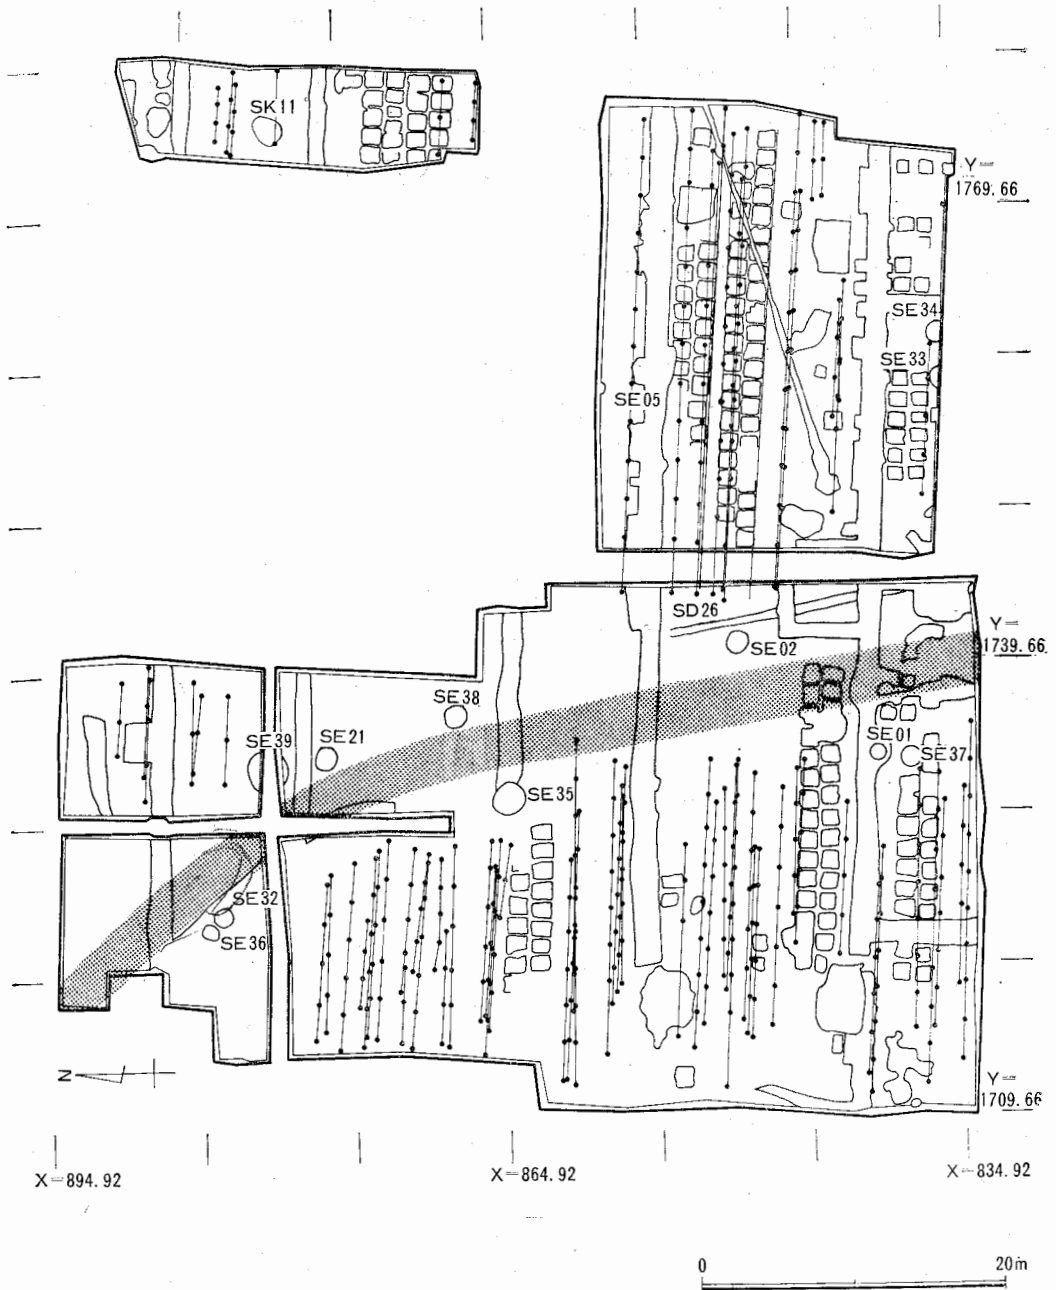 SK11
Y=
1769.66
SE34
SE33
SE05
SD26
SE02
Y=
1739.66
SE38
SE39
SE21
SE01
SE37
SE35
SE32
SE36
N
Y=
1709.66
X=894.92
X=864.92
X=834.92
0
20m